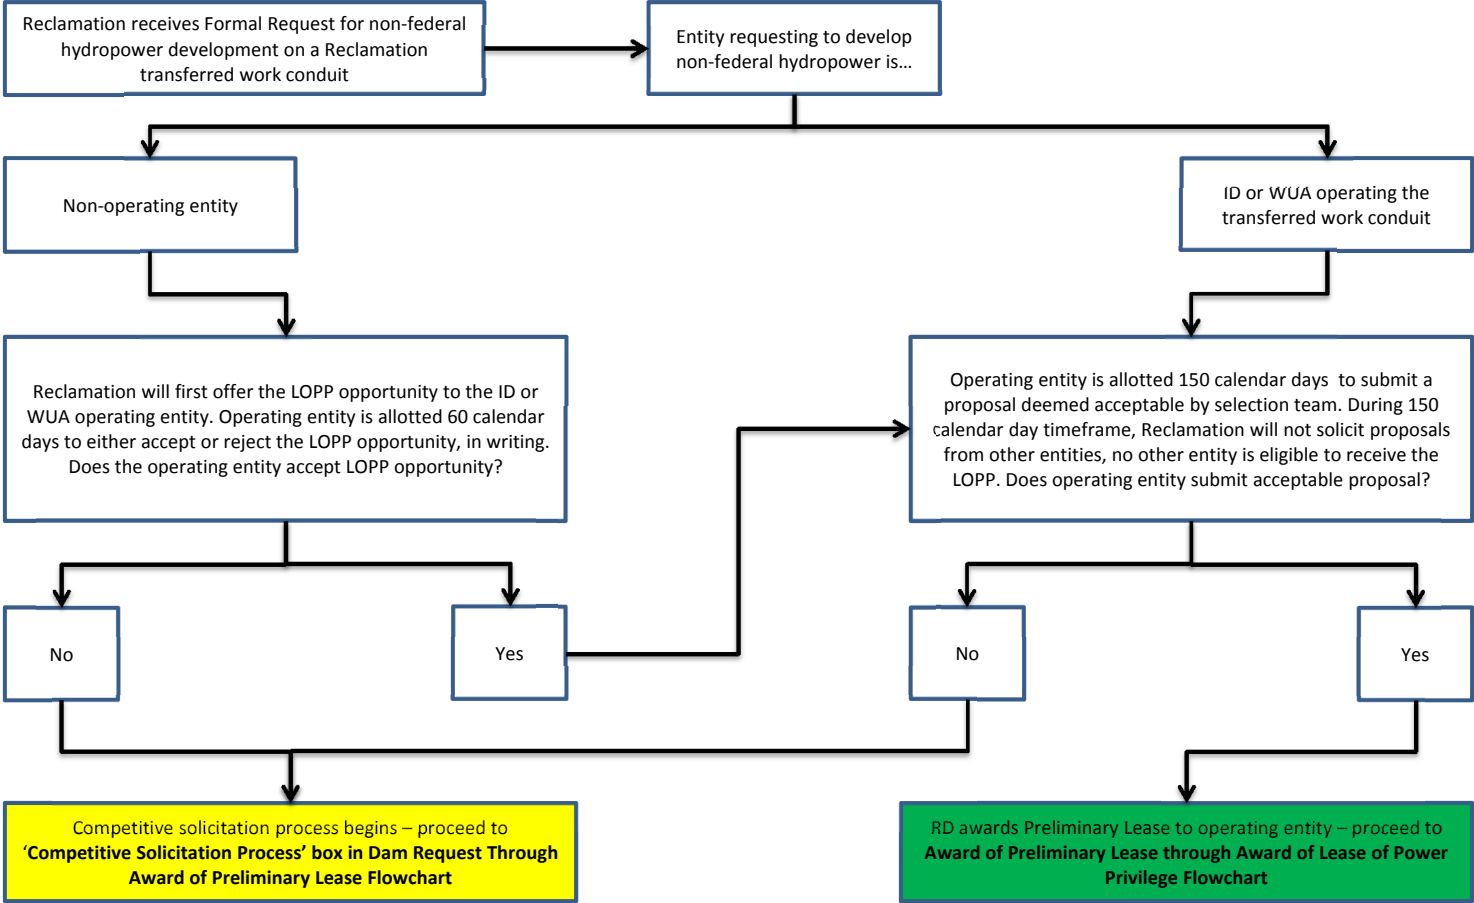 Reclamation receives Formal Request for non-federal
hydropower development on a Reclamation
transferred work conduit
Entity requesting to develop
non-federal hydropower is…
Non-operating entity
ID or WUA operating the
transferred work conduit
Reclamation will first offer the LOPP opportunity to the ID or
WUA operating entity. Operating entity is allotted 60 calendar
days to either accept or reject the LOPP opportunity, in writing.
Does the operating entity accept LOPP opportunity?
Operating entity is allotted 150 calendar days to submit a
proposal deemed acceptable by selection team. During 150
calendar day timeframe, Reclamation will not solicit proposals
from other entities, no other entity is eligible to receive the
LOPP. Does operating entity submit acceptable proposal?
No
Yes
No
Yes
Competitive solicitation process begins – proceed to
‘Competitive Solicitation Process’ box in Dam Request Through
Award of Preliminary Lease Flowchart
RD awards Preliminary Lease to operating entity – proceed to
Award of Preliminary Lease through Award of Lease of Power
Privilege Flowchart